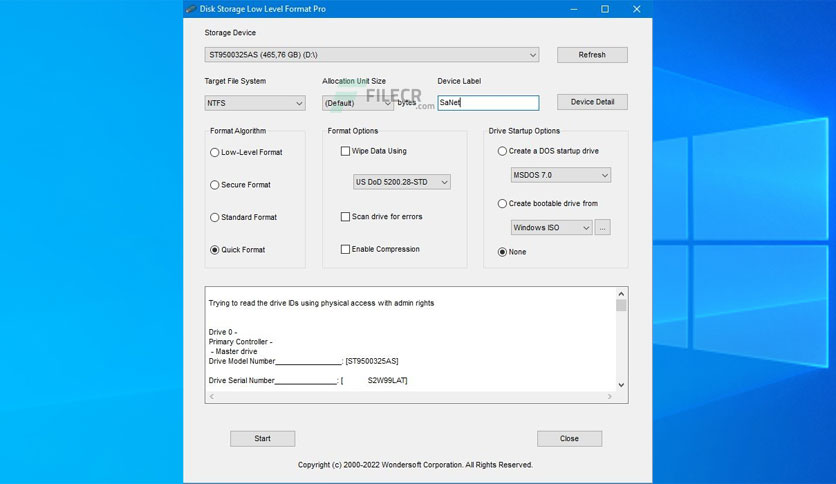 Disk Storage Low Level Format Pro
Storage Device
ST9500325AS (465,76 GB) (D:\)
Refresh
Target File System
Allocation Unit Size
Device Label
NTFS
(Default)
bytes
SaNet
Device Detail
FILECR
.com
Format Algorithm
Format Options
Drive Startup Options
Low-Level Format
Wipe Data Using
Create a DOS startup drive
US DoD 5200.28-STD
MSDOS 7.0
Secure Format
Create bootable drive from
Standard Format
Scan drive for errors
Windows ISO
...
Quick Format
Enable Compression
None
Trying to read the drive IDs using physical access with admin rights
Drive 0 -
Primary Controller -
- Master drive
Drive Model Number________________: [ST9500325AS]
Drive Serial Number_______________: [ S2W99LAT]
Start
Close
Copyright (c) 2000-2022 Wondersoft Corporation. All Rights Reserved.